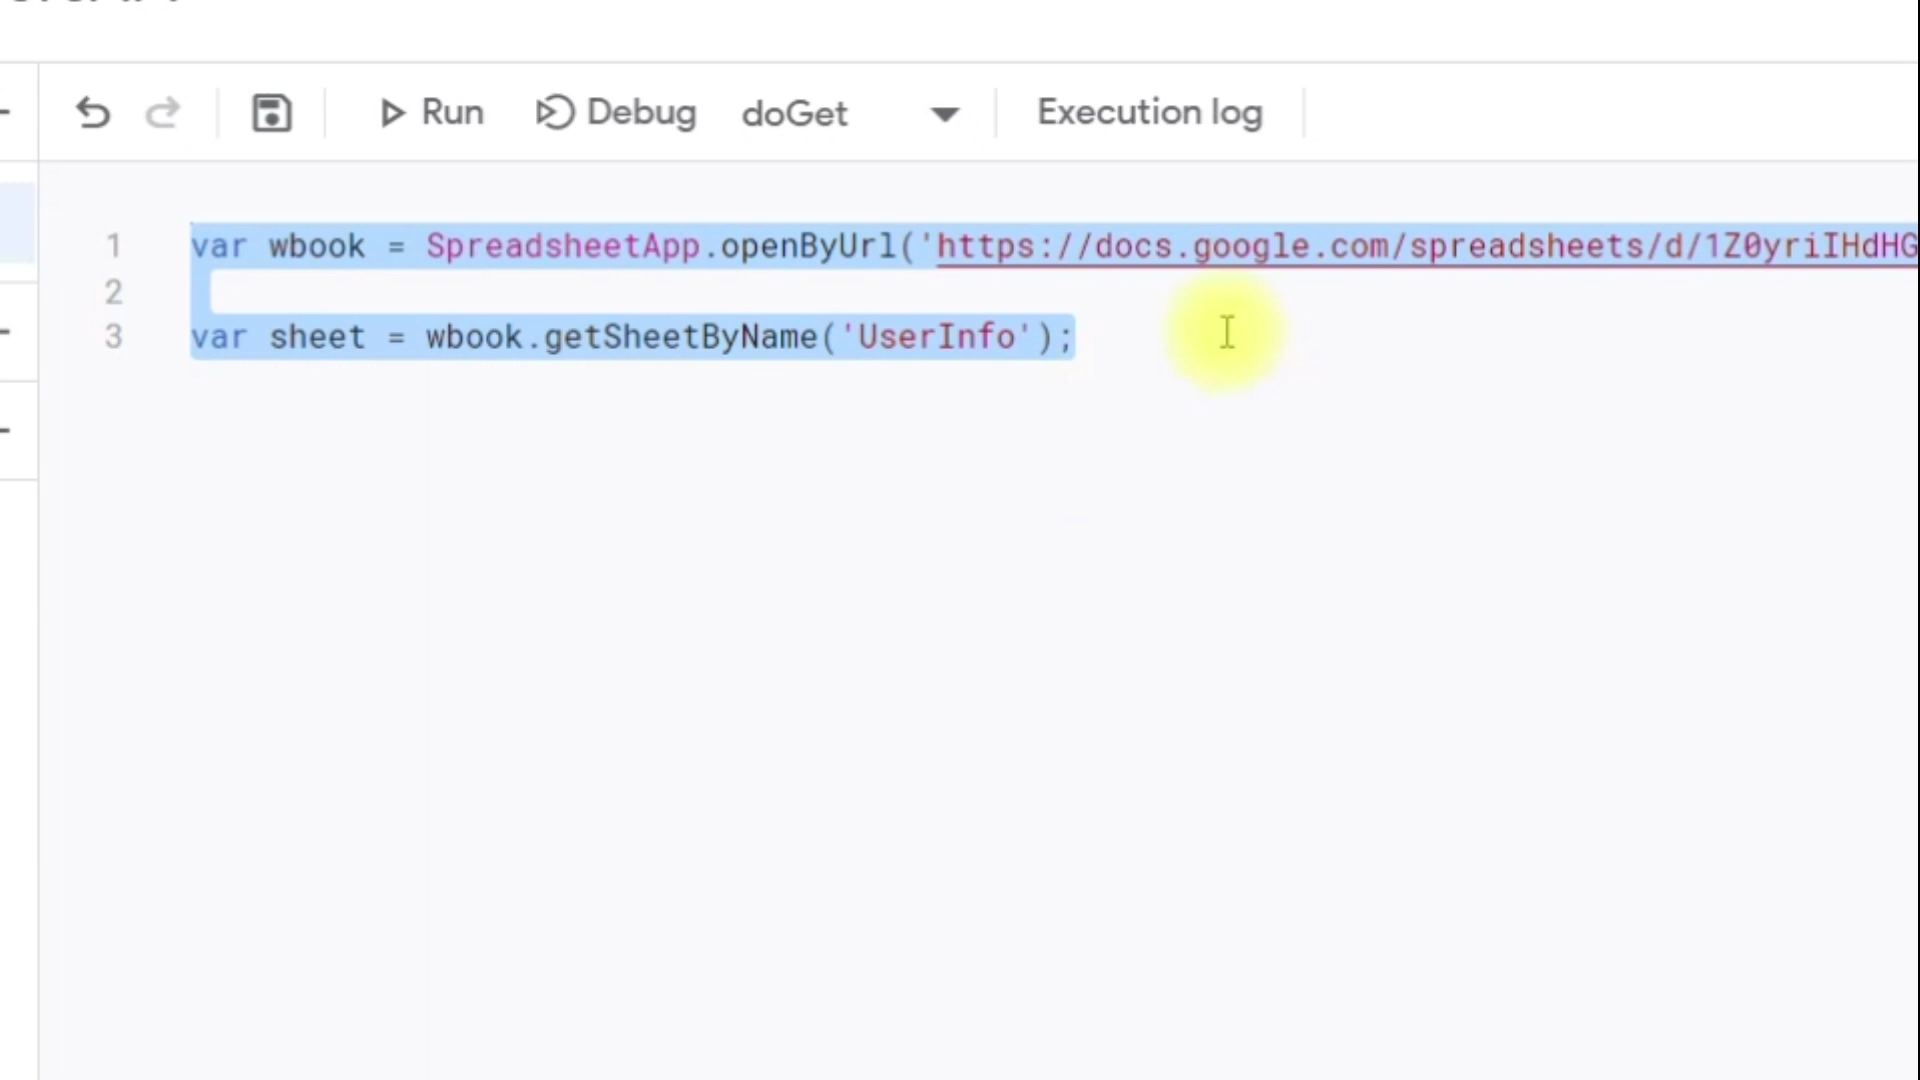 Run Debug doGet Execution log
1 var wbook = SpreadsheetApp.openByUrl('https://docs.google.com/spreadsheets/d/1Z0yriIHdHG
2
3 var sheet = wbook.getSheetByName('UserInfo');